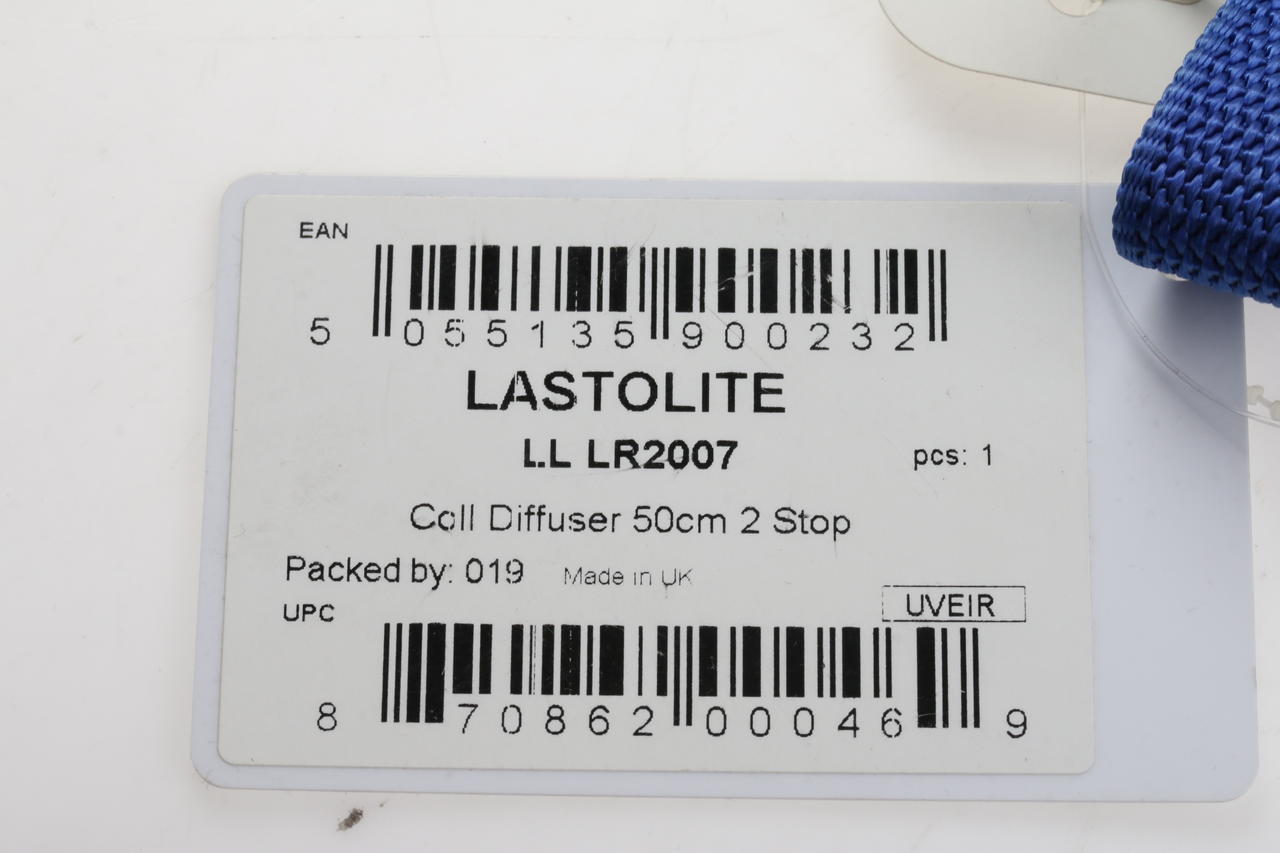 EAN
5 055135 900232
LASTOLITE
LL LR2007
pcs: 1
Coll Diffuser 50cm 2 Stop
Packed by: 019 Made in UK
UPC
UVEIR
8 70862 00046 9